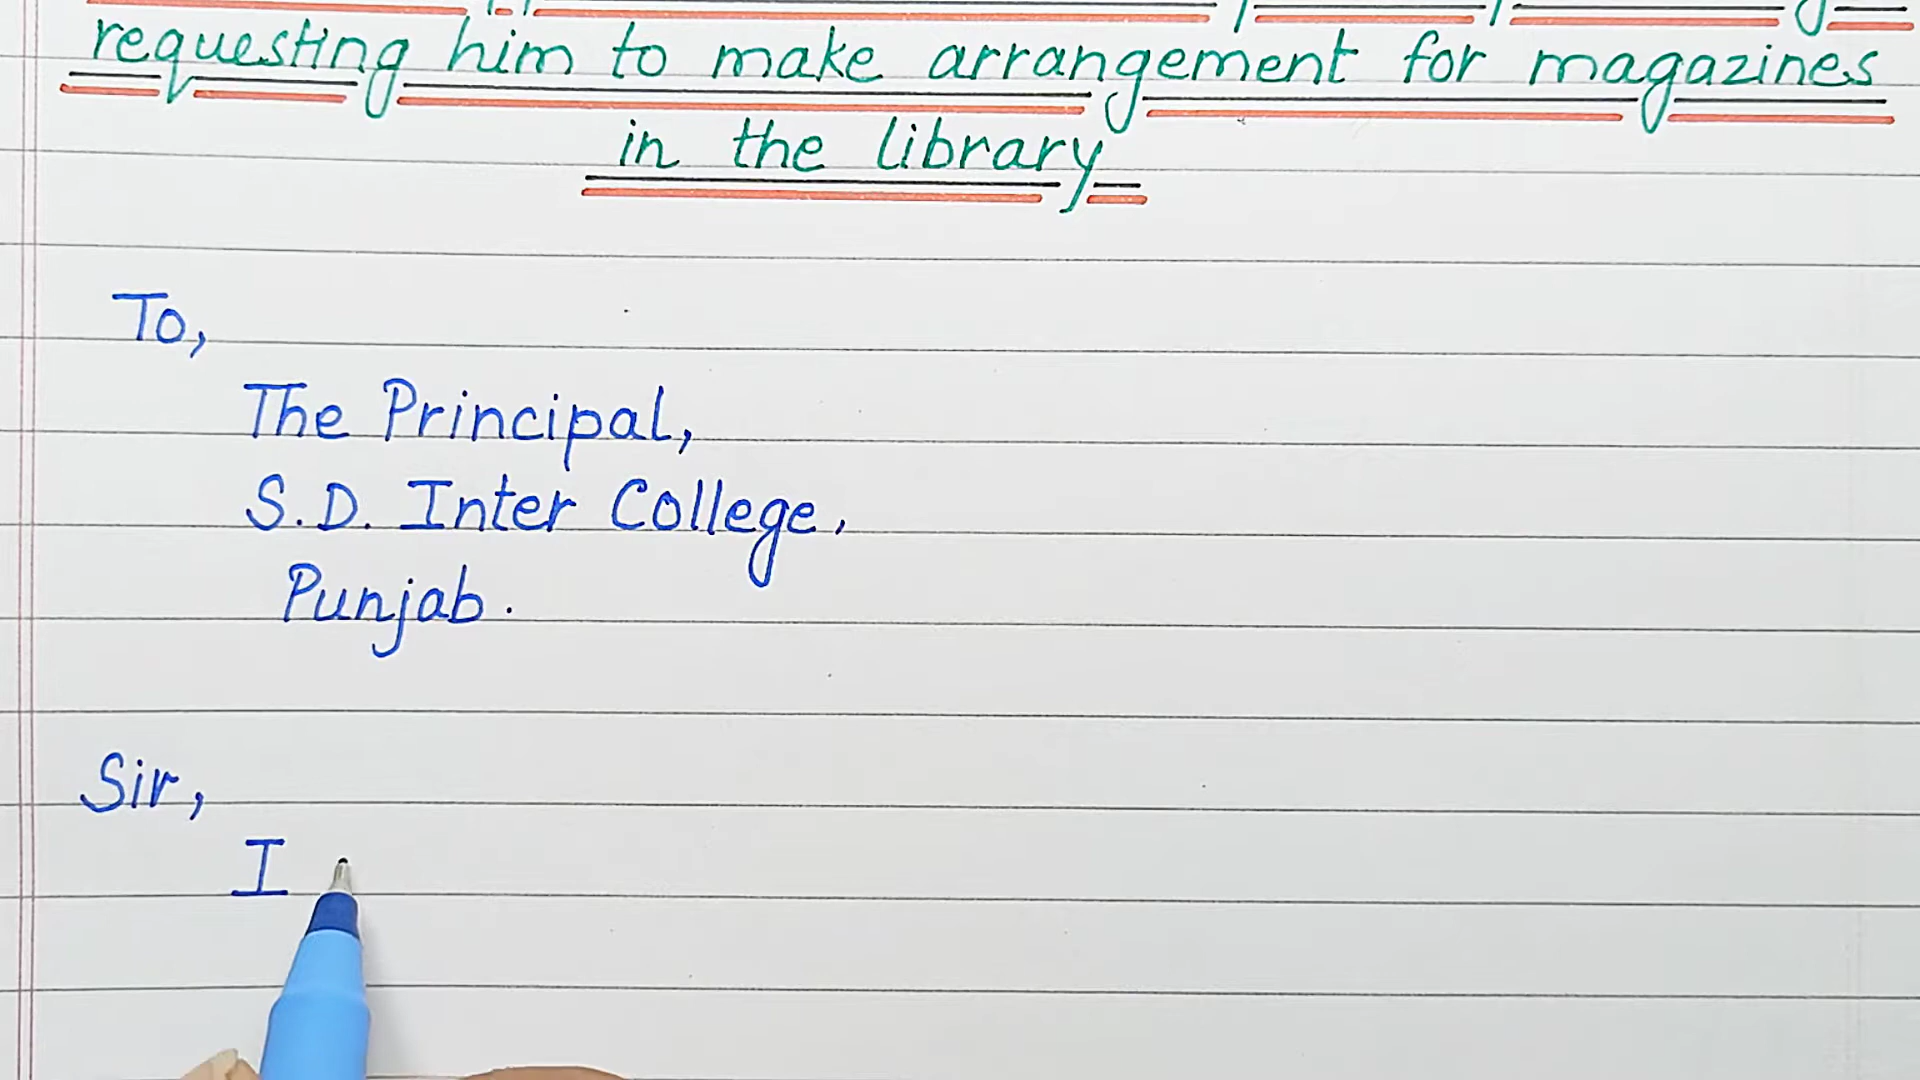 requesting him to make arrangement for magazines
in the library
To,
The Principal,
S.D. Inter College,
Punjab.
Sir,
I